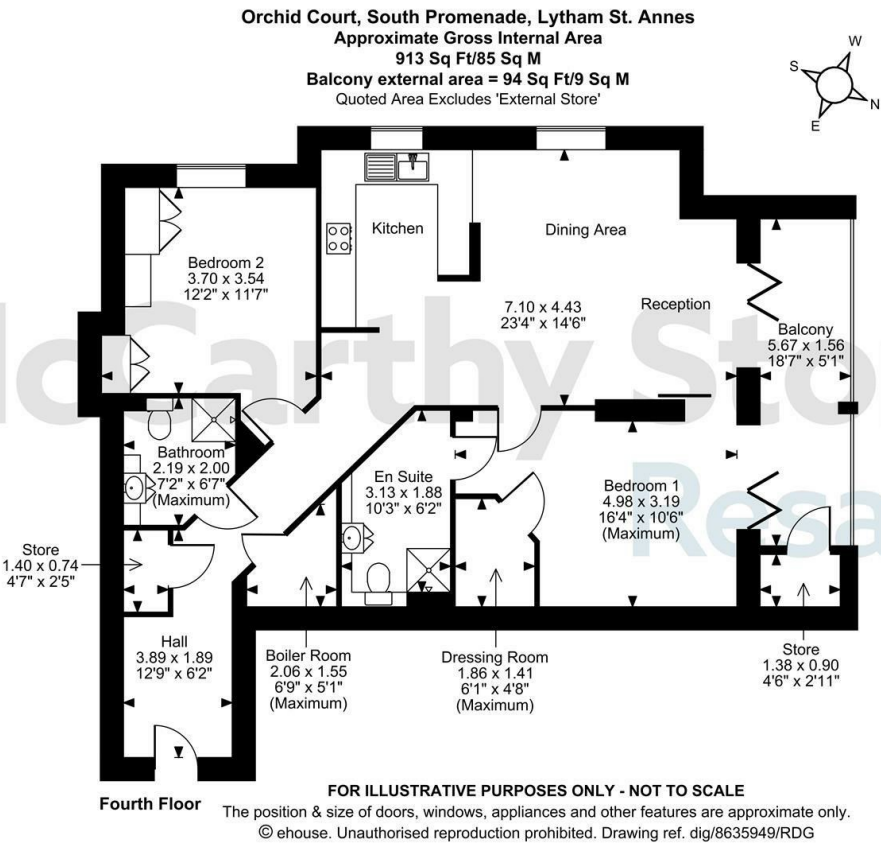 Orchid Court, South Promenade, Lytham St. Annes
Approximate Gross Internal Area
913 Sq Ft/85 Sq M
Balcony external area = 94 Sq Ft/9 Sq M
Quoted Area Excludes 'External Store'
W
S
N
E
Kitchen
Dining Area
Bedroom 2
3.70 x 3.54
12'2" x 11'7"
7.10 x 4.43
23'4" x 14'6"
Reception
Balcony
5.67 x 1.56
18'7" x 5'1"
McCarthy Sto
Resa
Bathroom
2.19 x 2.00
7'2" x 6'7"
(Maximum)
En Suite
3.13 x 1.88
10'3" x 6'2"
Bedroom 1
4.98 x 3.19
16'4" x 10'6"
(Maximum)
Store
1.40 x 0.74
4'7" x 2'5"
Hall
3.89 x 1.89
12'9" x 6'2"
Boiler Room
2.06 x 1.55
6'9" x 5'1"
(Maximum)
Dressing Room
1.86 x 1.41
6'1" x 4'8"
(Maximum)
Store
1.38 x 0.90
4'6" x 2'11"
Fourth Floor
FOR ILLUSTRATIVE PURPOSES ONLY - NOT TO SCALE
The position & size of doors, windows, appliances and other features are approximate only.
© ehouse. Unauthorised reproduction prohibited. Drawing ref. dig/8635949/RDG